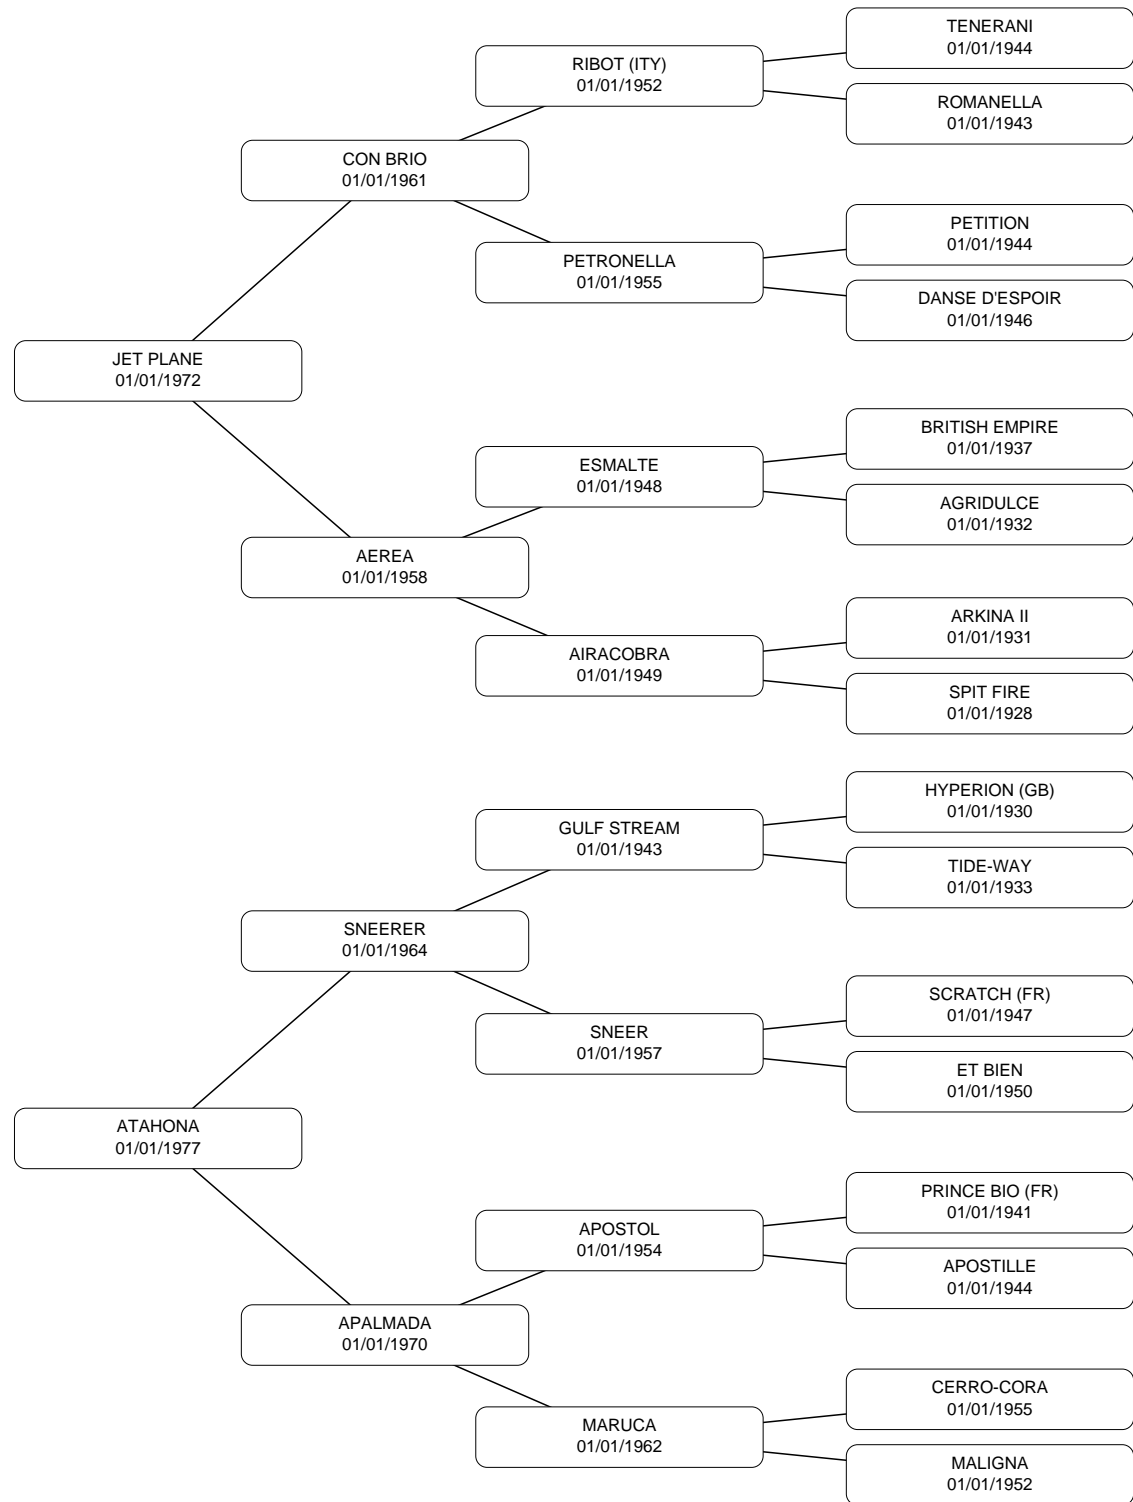 TENERANI
01/01/1944
RIBOT (ITY)
01/01/1952
ROMANELLA
01/01/1943
CON BRIO
01/01/1961
PETITION
01/01/1944
PETRONELLA
01/01/1955
DANSE D'ESPOIR
01/01/1946
JET PLANE
01/01/1972
BRITISH EMPIRE
01/01/1937
ESMALTE
01/01/1948
AGRIDULCE
01/01/1932
AEREA
01/01/1958
ARKINA II
01/01/1931
AIRACOBRA
01/01/1949
SPIT FIRE
01/01/1928
HYPERION (GB)
01/01/1930
GULF STREAM
01/01/1943
TIDE-WAY
01/01/1933
SNEERER
01/01/1964
SCRATCH (FR)
01/01/1947
SNEER
01/01/1957
ET BIEN
01/01/1950
ATAHONA
01/01/1977
PRINCE BIO (FR)
01/01/1941
APOSTOL
01/01/1954
APOSTILLE
01/01/1944
APALMADA
01/01/1970
CERRO-CORA
01/01/1955
MARUCA
01/01/1962
MALIGNA
01/01/1952